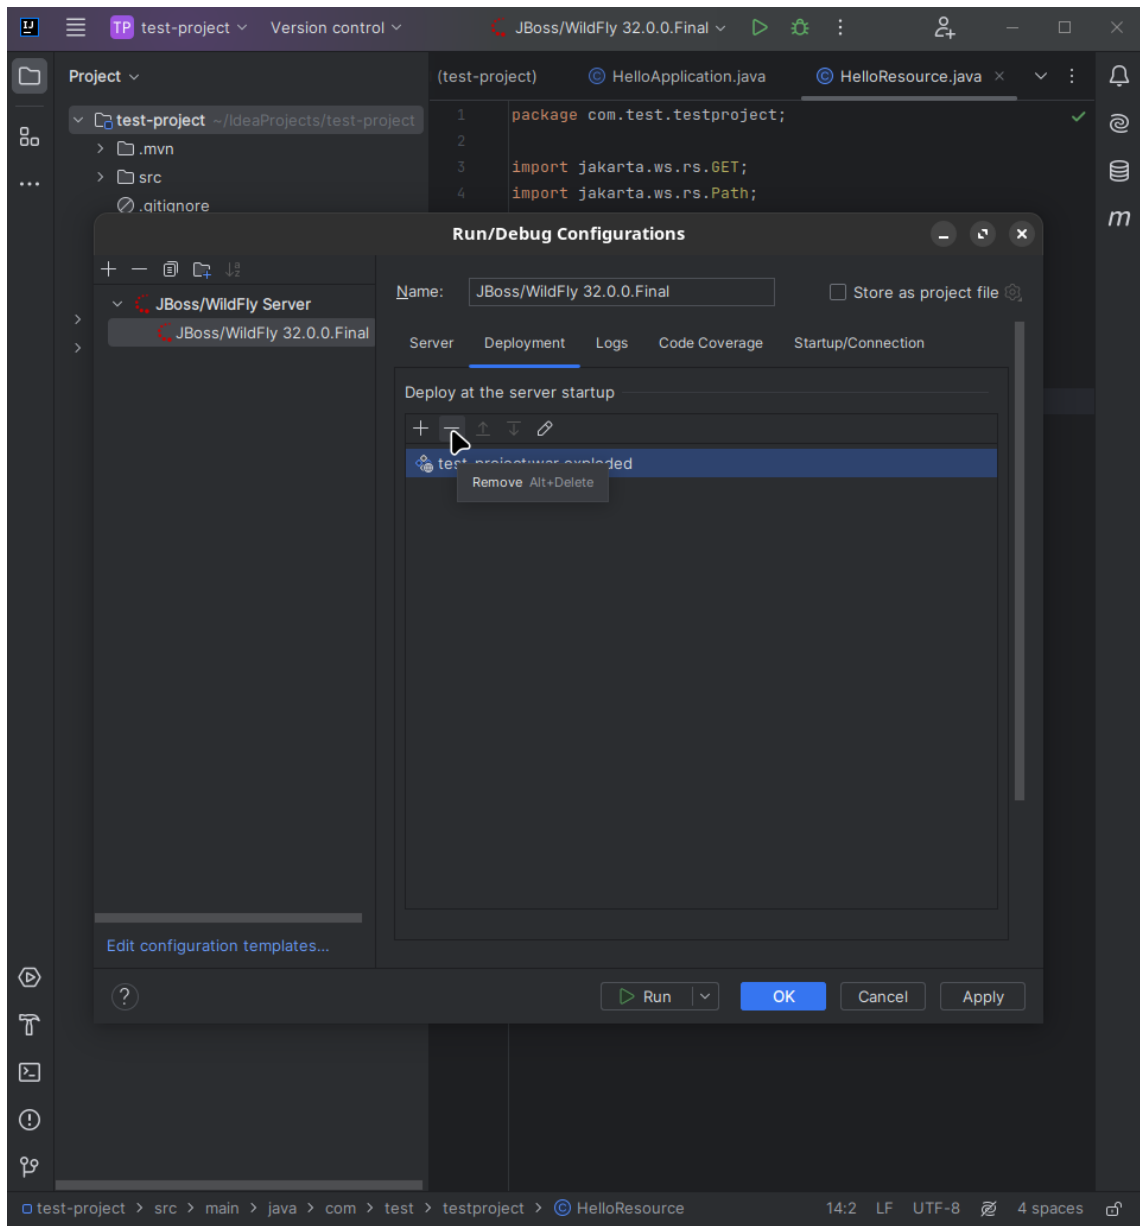 IJ
TP test-project Version control JBoss/WildFly 32.0.0.Final
Project
(test-project) HelloApplication.java HelloResource.java
test-project ~/IdeaProjects/test-project
.mvn
src
.gitignore
1 package com.test.testproject;
2
3 import jakarta.ws.rs.GET;
4 import jakarta.ws.rs.Path;
m
Run/Debug Configurations
JBoss/WildFly Server
JBoss/WildFly 32.0.0.Final
Name: JBoss/WildFly 32.0.0.Final Store as project file
Server Deployment Logs Code Coverage Startup/Connection
Deploy at the server startup
test-project:war exploded
Remove Alt+Delete
Edit configuration templates...
? Run OK Cancel Apply
test-project > src > main > java > com > test > testproject > HelloResource 14:2 LF UTF-8 4 spaces